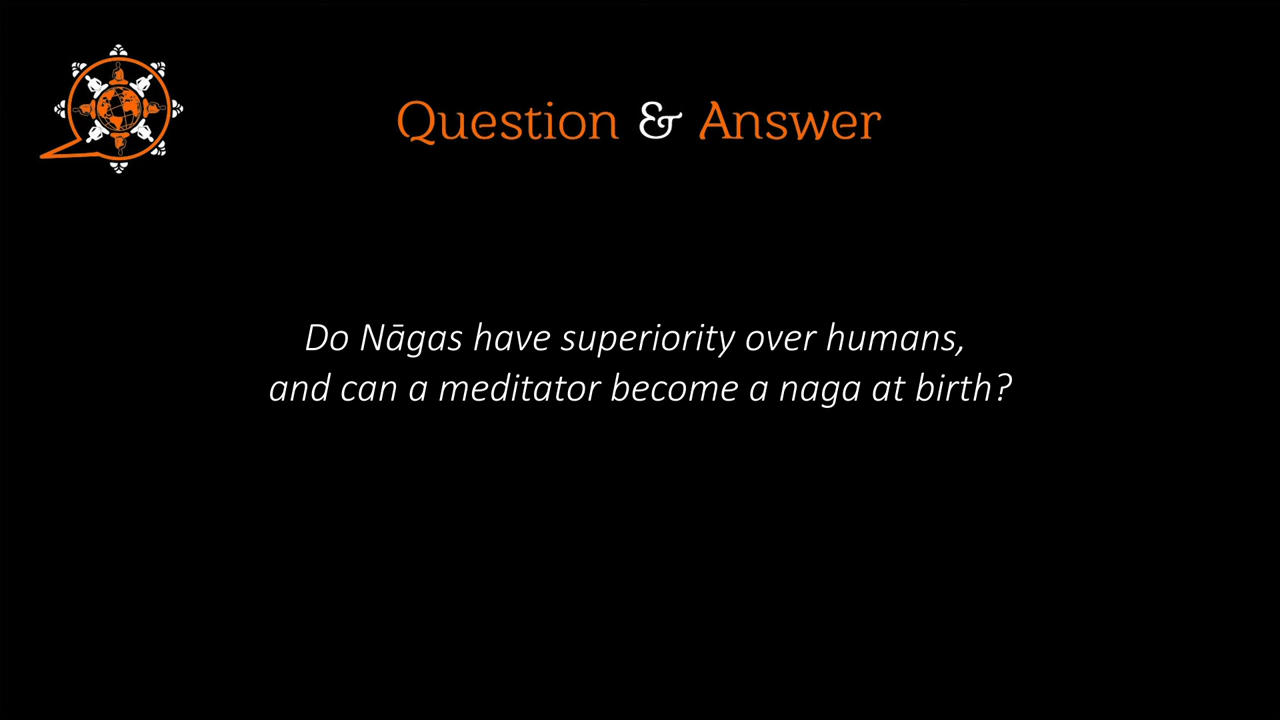 Question & Answer
Do Nāgas have superiority over humans,
and can a meditator become a naga at birth?